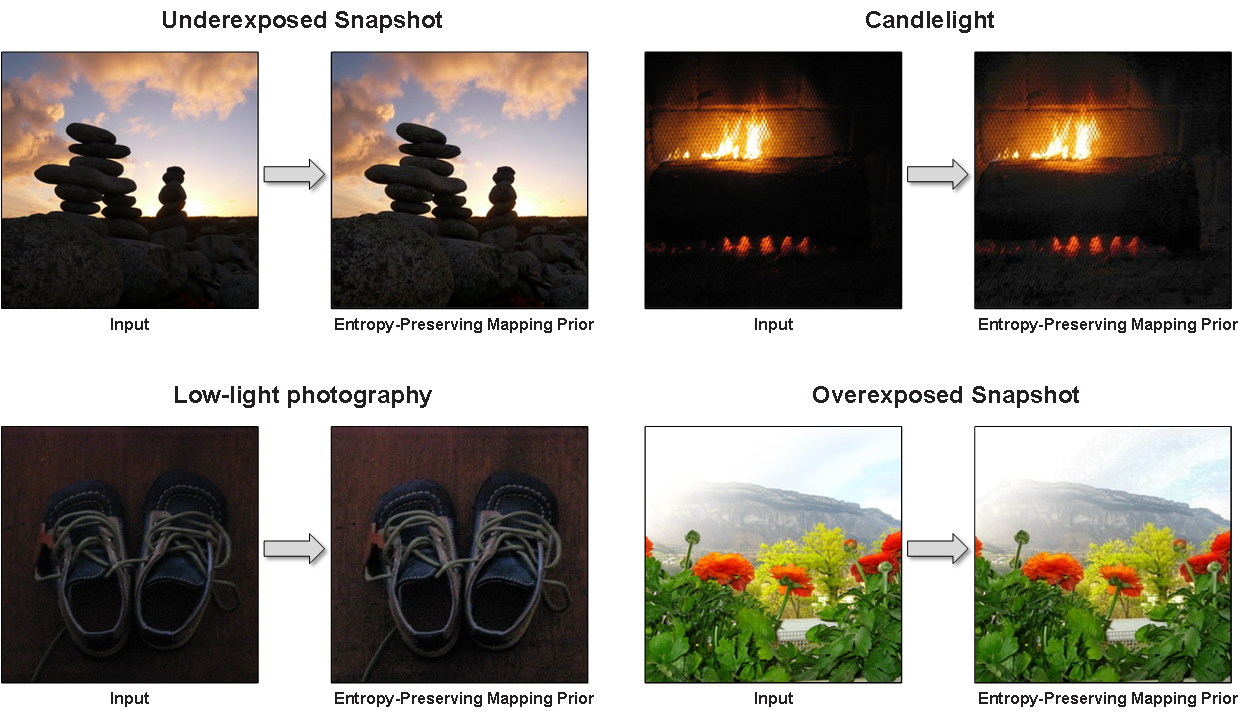 Underexposed Snapshot
Candlelight
Input
Entropy-Preserving Mapping Prior
Input
Entropy-Preserving Mapping Prior
Low-light photography
Overexposed Snapshot
Input
Entropy-Preserving Mapping Prior
Input
Entropy-Preserving Mapping Prior